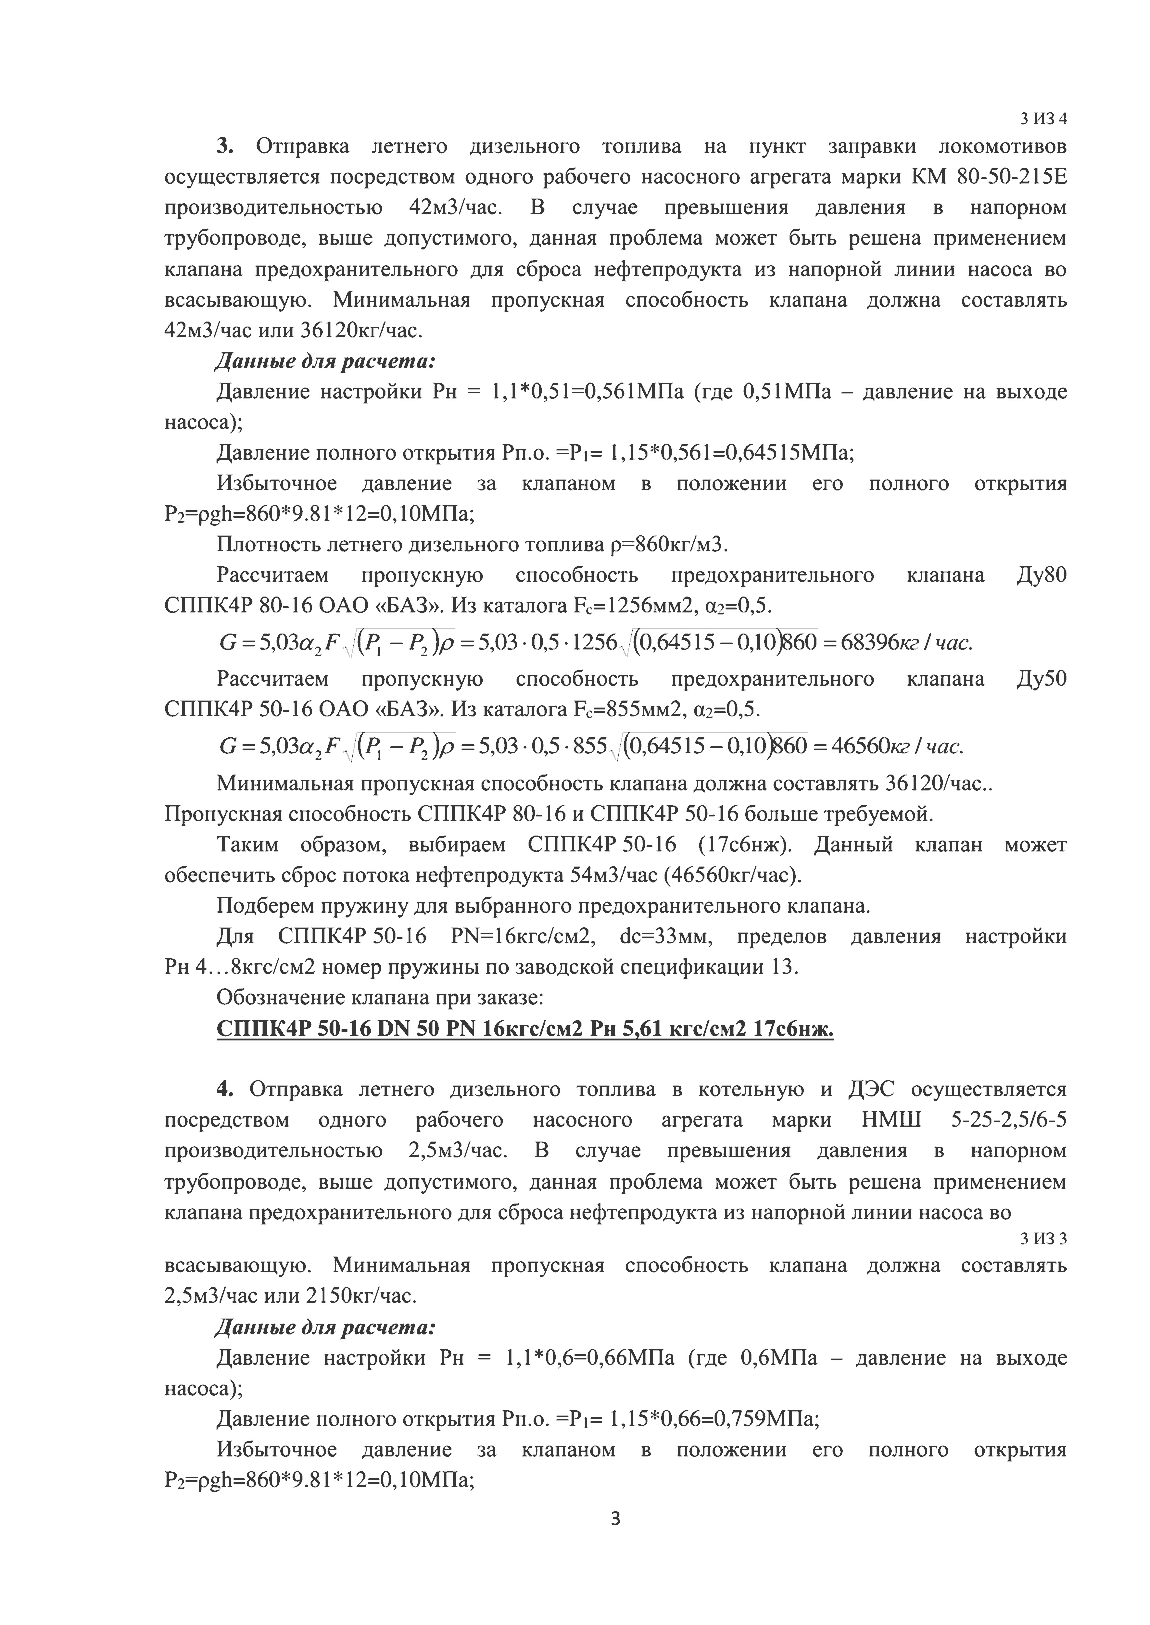 3 ИЗ 4
3. Отправка летнего дизельного топлива на пункт заправки локомотивов
осуществляется посредством одного рабочего насосного агрегата марки КМ 80-50-215Е
производительностью 42м3/час. В случае превышения давления в напорном
трубопроводе, выше допустимого, данная проблема может быть решена применением
клапана предохранительного для сброса нефтепродукта из напорной линии насоса во
всасывающую. Минимальная пропускная способность клапана должна составлять
42м3/час или 36120кг/час.
Данные для расчета:
Давление настройки Рн = 1,1*0,51=0,561МПа (где 0,51МПа – давление на выходе
насоса);
Давление полного открытия Рп.о. =Р₁= 1,15*0,561=0,64515МПа;
Избыточное давление за клапаном в положении его полного открытия
Р₂=ρgh=860*9.81*12=0,10МПа;
Плотность летнего дизельного топлива ρ=860кг/м3.
Рассчитаем пропускную способность предохранительного клапана Ду80
СППК4Р 80-16 ОАО «БАЗ». Из каталога Fc=1256мм2, α₂=0,5.
G = 5,03α₂F√(P₁ − P₂)ρ = 5,03 · 0,5 · 1256√(0,64515 − 0,10)860 = 68396кг / час.
Рассчитаем пропускную способность предохранительного клапана Ду50
СППК4Р 50-16 ОАО «БАЗ». Из каталога Fc=855мм2, α₂=0,5.
G = 5,03α₂F√(P₁ − P₂)ρ = 5,03 · 0,5 · 855√(0,64515 − 0,10)860 = 46560кг / час.
Минимальная пропускная способность клапана должна составлять 36120/час..
Пропускная способность СППК4Р 80-16 и СППК4Р 50-16 больше требуемой.
Таким образом, выбираем СППК4Р 50-16 (17с6нж). Данный клапан может
обеспечить сброс потока нефтепродукта 54м3/час (46560кг/час).
Подберем пружину для выбранного предохранительного клапана.
Для СППК4Р 50-16 PN=16кгс/см2, dc=33мм, пределов давления настройки
Рн 4…8кгс/см2 номер пружины по заводской спецификации 13.
Обозначение клапана при заказе:
СППК4Р 50-16 DN 50 PN 16кгс/см2 Рн 5,61 кгс/см2 17с6нж.
4. Отправка летнего дизельного топлива в котельную и ДЭС осуществляется
посредством одного рабочего насосного агрегата марки НМШ 5-25-2,5/6-5
производительностью 2,5м3/час. В случае превышения давления в напорном
трубопроводе, выше допустимого, данная проблема может быть решена применением
клапана предохранительного для сброса нефтепродукта из напорной линии насоса во
3 ИЗ 3
всасывающую. Минимальная пропускная способность клапана должна составлять
2,5м3/час или 2150кг/час.
Данные для расчета:
Давление настройки Рн = 1,1*0,6=0,66МПа (где 0,6МПа – давление на выходе
насоса);
Давление полного открытия Рп.о. =Р₁= 1,15*0,66=0,759МПа;
Избыточное давление за клапаном в положении его полного открытия
Р₂=ρgh=860*9.81*12=0,10МПа;
3